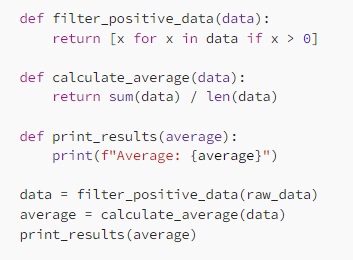 def filter_positive_data(data):
    return [x for x in data if x > 0]

def calculate_average(data):
    return sum(data) / len(data)

def print_results(average):
    print(f"Average: {average}")

data = filter_positive_data(raw_data)
average = calculate_average(data)
print_results(average)